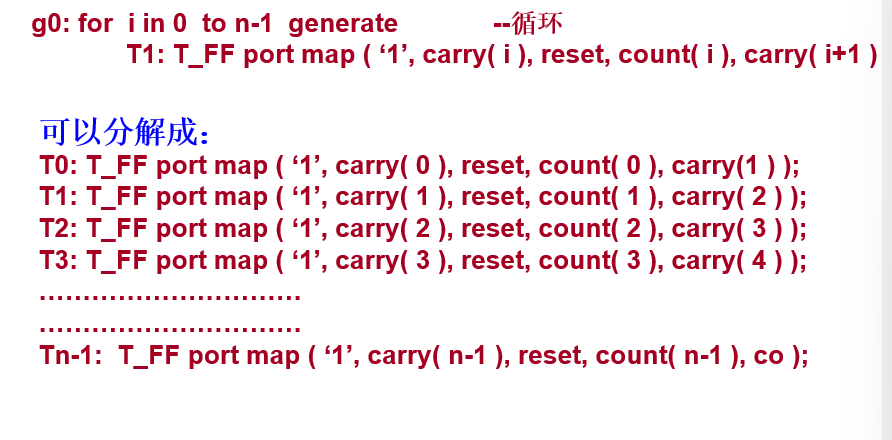 g0: for i in 0 to n-1 generate --循环
T1: T_FF port map ( ‘1’, carry( i ), reset, count( i ), carry( i+1 )
可以分解成：
T0: T_FF port map ( ‘1’, carry( 0 ), reset, count( 0 ), carry(1 ) );
T1: T_FF port map ( ‘1’, carry( 1 ), reset, count( 1 ), carry( 2 ) );
T2: T_FF port map ( ‘1’, carry( 2 ), reset, count( 2 ), carry( 3 ) );
T3: T_FF port map ( ‘1’, carry( 3 ), reset, count( 3 ), carry( 4 ) );
…………………………
…………………………
Tn-1: T_FF port map ( ‘1’, carry( n-1 ), reset, count( n-1 ), co );